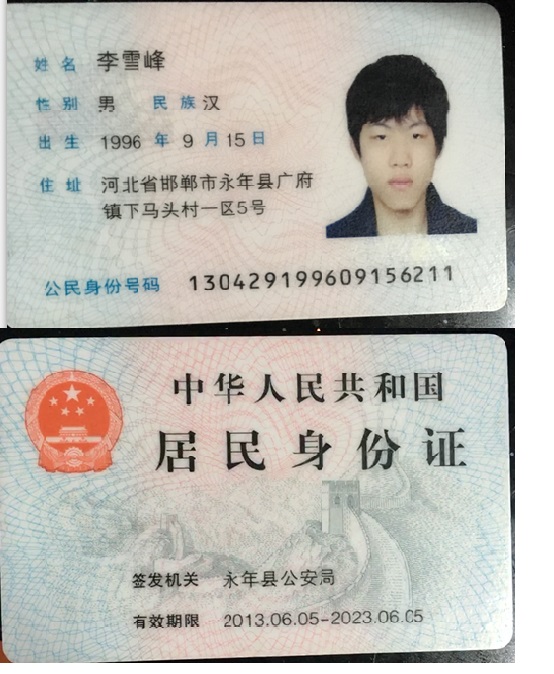 姓名 李雪峰
性别 男 民族 汉
出生 1996 年 9 月 15 日
住址 河北省邯郸市永年县广府
镇下马头村一区5号
公民身份号码 130429199609156211
中华人民共和国
居民身份证
签发机关 永年县公安局
有效期限 2013.06.05-2023.06.05